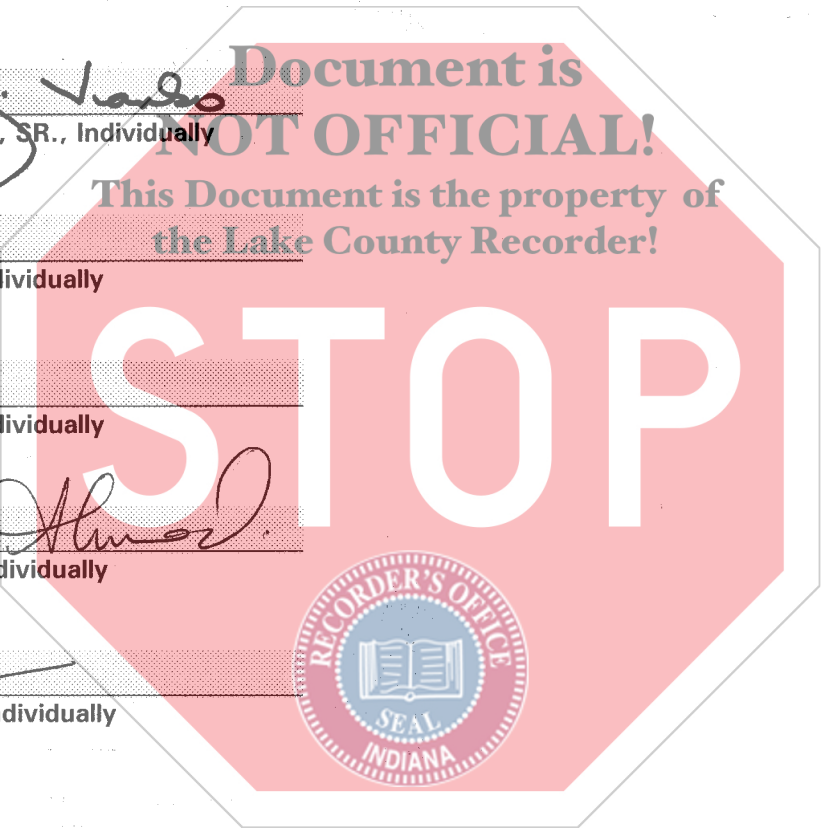 Document is
NOT OFFICIAL!
, SR., Individually
This Document is the property of
the Lake County Recorder!
dividually
STOP
dividually
dividually
RECORDER'S OFFICE
SEAL
INDIANA
dividually